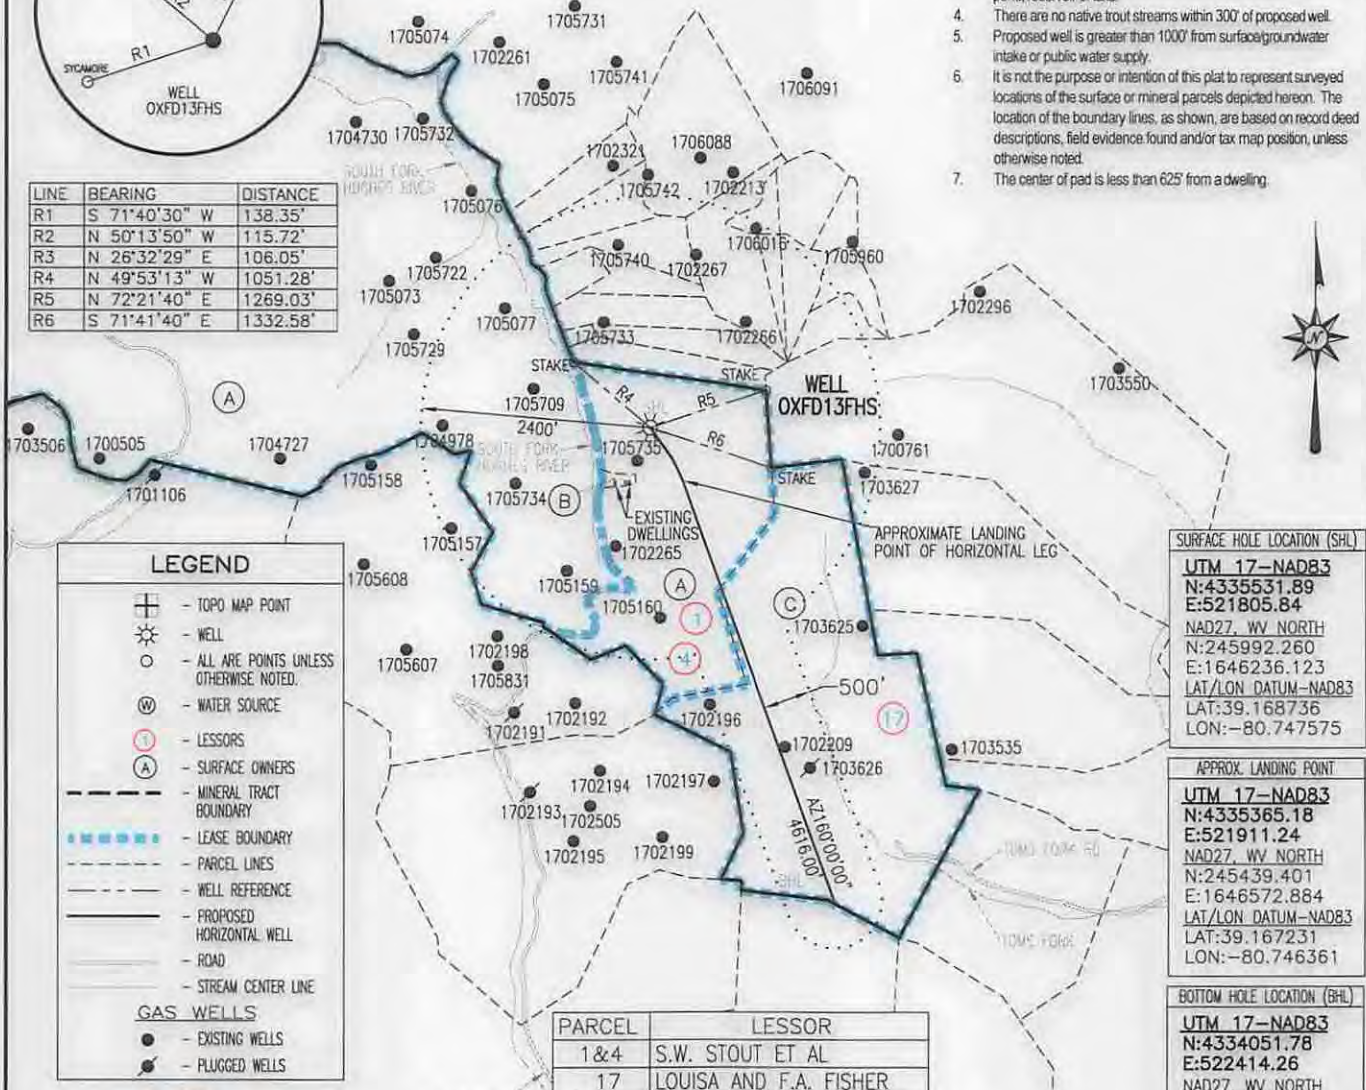 4. There are no native trout streams within 300' of proposed well.
5. Proposed well is greater than 1000' from surface/groundwater
intake or public water supply.
6. It is not the purpose or intention of this plat to represent surveyed
locations of the surface or mineral parcels depicted hereon. The
location of the boundary lines, as shown, are based on record deed
descriptions, field evidence found and/or tax map position, unless
otherwise noted.
7. The center of pad is less than 625' from a dwelling.
R1
SYCAMORE
WELL
OXFD13FHS
LINE BEARING DISTANCE
R1 S 71°40'30" W 138.35'
R2 N 50°13'50" W 115.72'
R3 N 26°32'29" E 106.05'
R4 N 49°53'13" W 1051.28'
R5 N 72°21'40" E 1269.03'
R6 S 71°41'40" E 1332.58'
1705731
1705074
1702261
1705741
1705075
1706091
1704730
1705732
1702321
1706088
1705742
1702213
SOUTH FORK
HUGHES RIVER
1705076
1706016
1705960
1705740
1702267
1705722
1705073
1705077
1702296
1705733
1702266
1705729
STAKE
STAKE
WELL
OXFD13FHS
1703550
A
R4
SHL
R5
1705709
2400'
R6
1703506
1700505
1704727
1704978
SOUTH FORK
HUGHES RIVER
1705735
1700761
1701106
1705158
STAKE
1703627
1705734
B
EXISTING
DWELLINGS
APPROXIMATE LANDING
POINT OF HORIZONTAL LEG
1705157
1702265
1705608
1705159
A
C
1705160
1
1703625
4
1705607
1702198
1705831
500'
17
1702191
1702192
1702196
1702209
1703535
1703626
1702194
1702197
1702193
1702505
1702195
1702199
AZ160°00'00"
4616.00'
BHL
TOMS FORK RD
TOMS FORK
LEGEND
- TOPO MAP POINT
- WELL
- ALL ARE POINTS UNLESS
OTHERWISE NOTED.
W - WATER SOURCE
1 - LESSORS
A - SURFACE OWNERS
- MINERAL TRACT
BOUNDARY
- LEASE BOUNDARY
- PARCEL LINES
- WELL REFERENCE
- PROPOSED
HORIZONTAL WELL
- ROAD
- STREAM CENTER LINE
GAS WELLS
- EXISTING WELLS
- PLUGGED WELLS
PARCEL LESSOR
1&4 S.W. STOUT ET AL
17 LOUISA AND F.A. FISHER
N
SURFACE HOLE LOCATION (SHL)
UTM 17-NAD83
N:4335531.89
E:521805.84
NAD27, WV NORTH
N:245992.260
E:1646236.123
LAT/LON DATUM-NAD83
LAT:39.168736
LON:-80.747575
APPROX. LANDING POINT
UTM 17-NAD83
N:4335365.18
E:521911.24
NAD27, WV NORTH
N:245439.401
E:1646572.884
LAT/LON DATUM-NAD83
LAT:39.167231
LON:-80.746361
BOTTOM HOLE LOCATION (BHL)
UTM 17-NAD83
N:4334051.78
E:522414.26
NAD27, WV NORTH